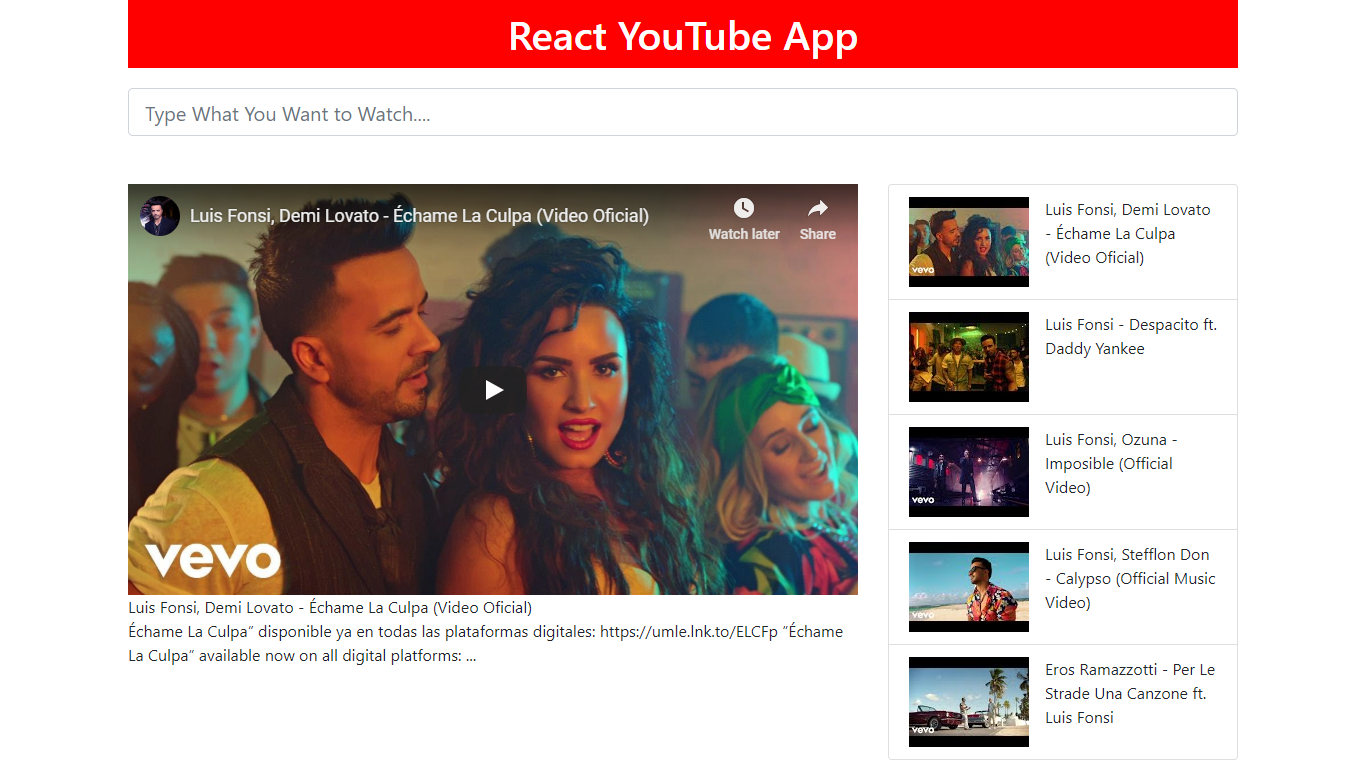 React YouTube App
Type What You Want to Watch....
Luis Fonsi, Demi Lovato - Échame La Culpa (Video Oficial)
Watch later
Share
vevo
Luis Fonsi, Demi Lovato - Échame La Culpa (Video Oficial)
Échame La Culpa” disponible ya en todas las plataformas digitales: https://umle.lnk.to/ELCFp “Échame
La Culpa” available now on all digital platforms: ...
vevo
Luis Fonsi, Demi Lovato
- Échame La Culpa
(Video Oficial)
Luis Fonsi - Despacito ft.
Daddy Yankee
vevo
Luis Fonsi, Ozuna -
Imposible (Official
Video)
vevo
Luis Fonsi, Stefflon Don
- Calypso (Official Music
Video)
vevo
Eros Ramazzotti - Per Le
Strade Una Canzone ft.
Luis Fonsi